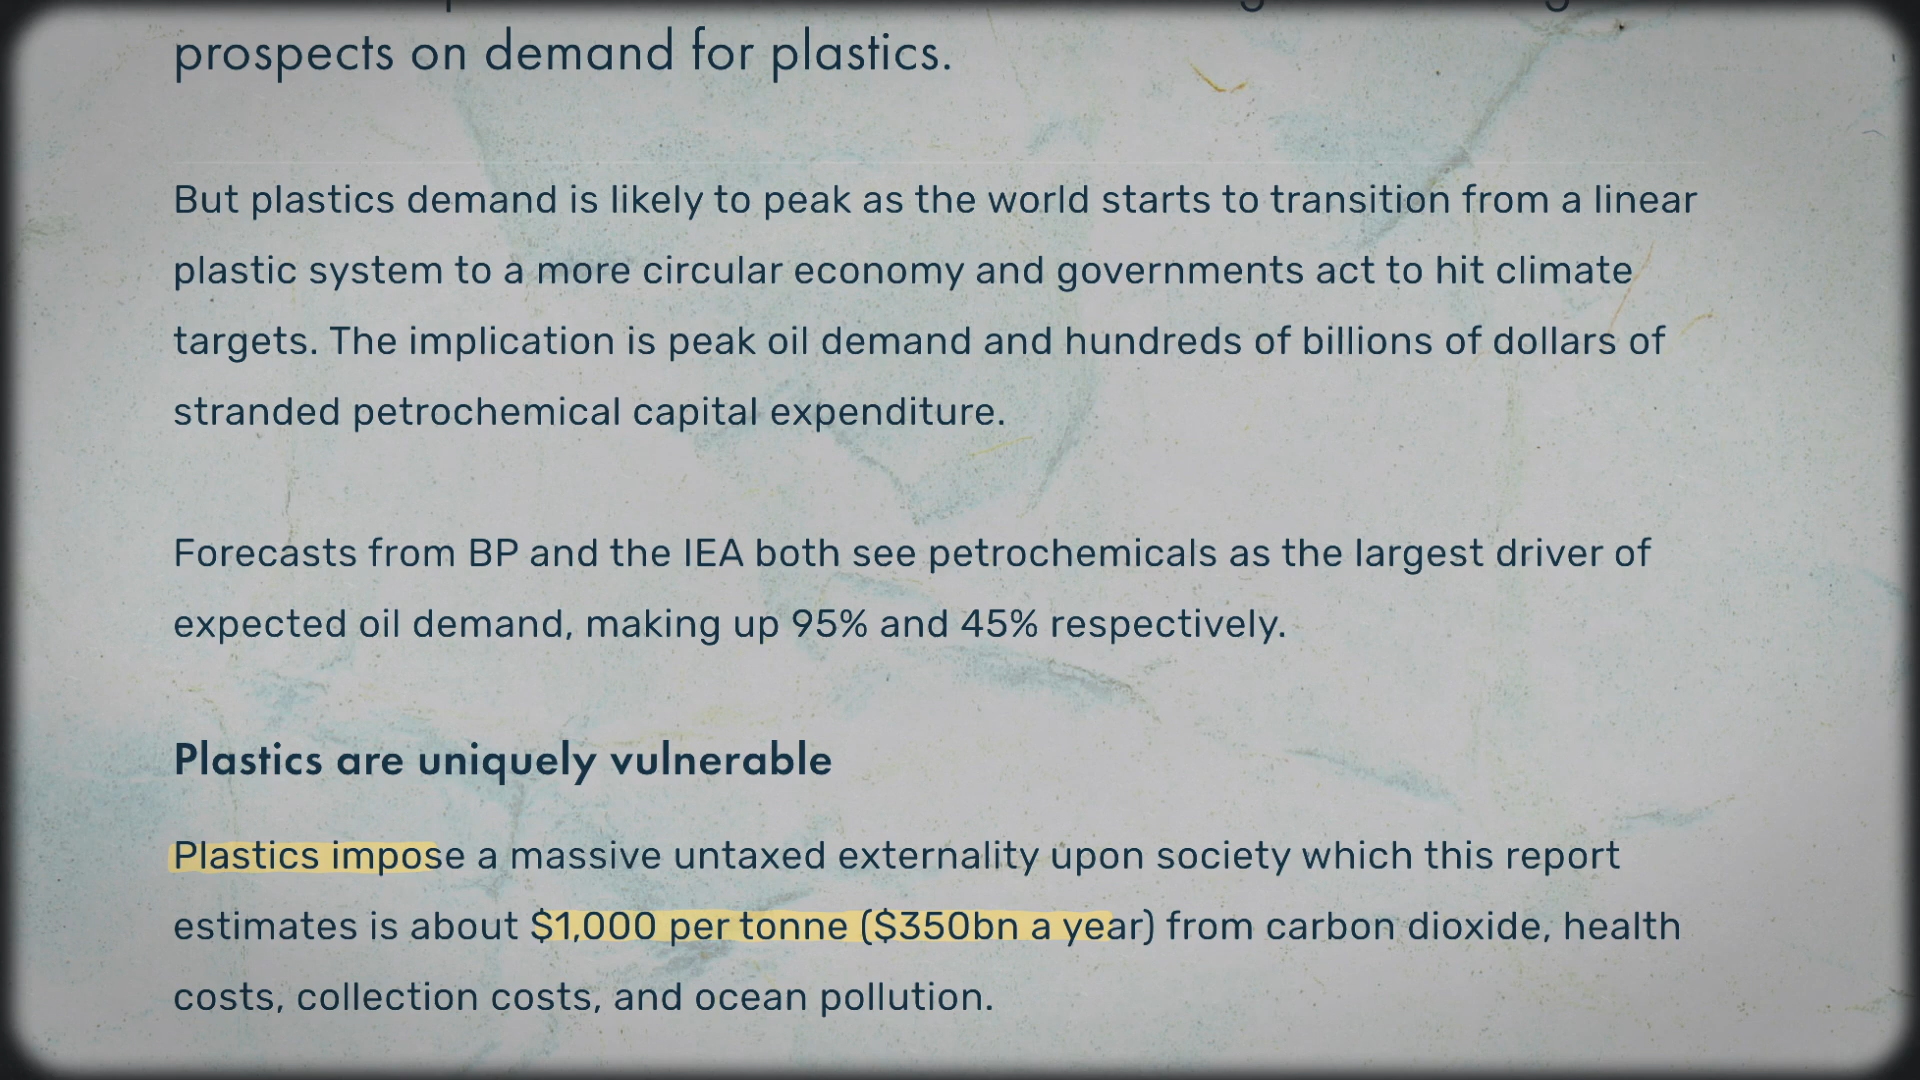 prospects on demand for plastics.
But plastics demand is likely to peak as the world starts to transition from a linear
plastic system to a more circular economy and governments act to hit climate
targets. The implication is peak oil demand and hundreds of billions of dollars of
stranded petrochemical capital expenditure.
Forecasts from BP and the IEA both see petrochemicals as the largest driver of
expected oil demand, making up 95% and 45% respectively.
Plastics are uniquely vulnerable
Plastics impose a massive untaxed externality upon society which this report
estimates is about $1,000 per tonne ($350bn a year) from carbon dioxide, health
costs, collection costs, and ocean pollution.